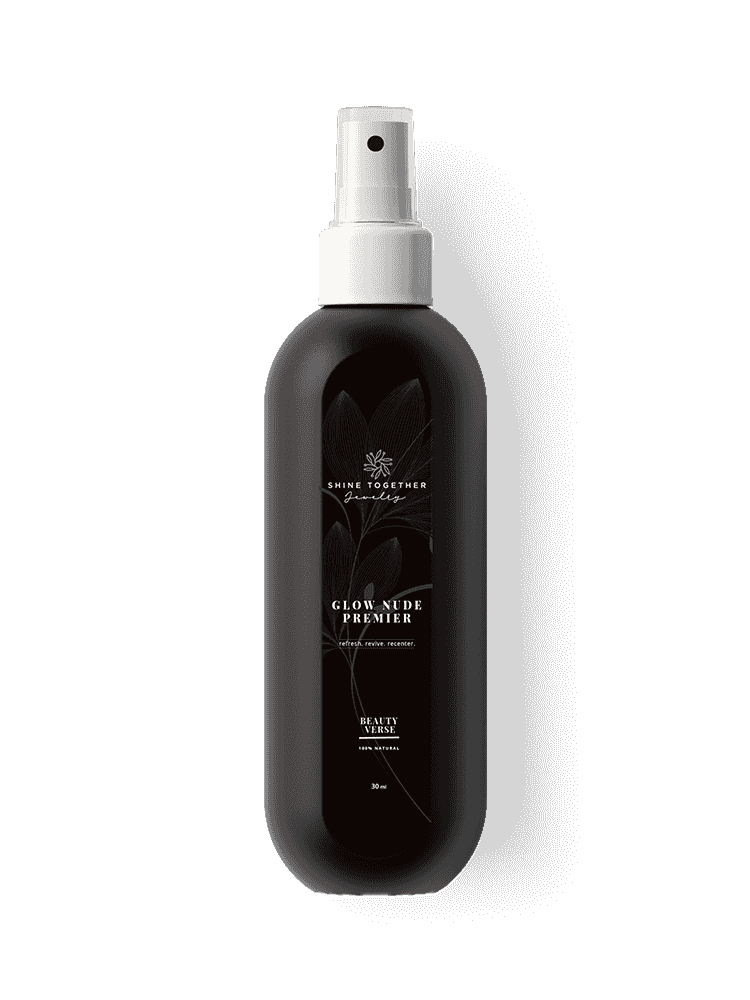 SHINE TOGETHER
Jewelry
GLOW NUDE
PREMIER
refresh. revive. recenter.
BEAUTY
VERSE
100% NATURAL
30 ml